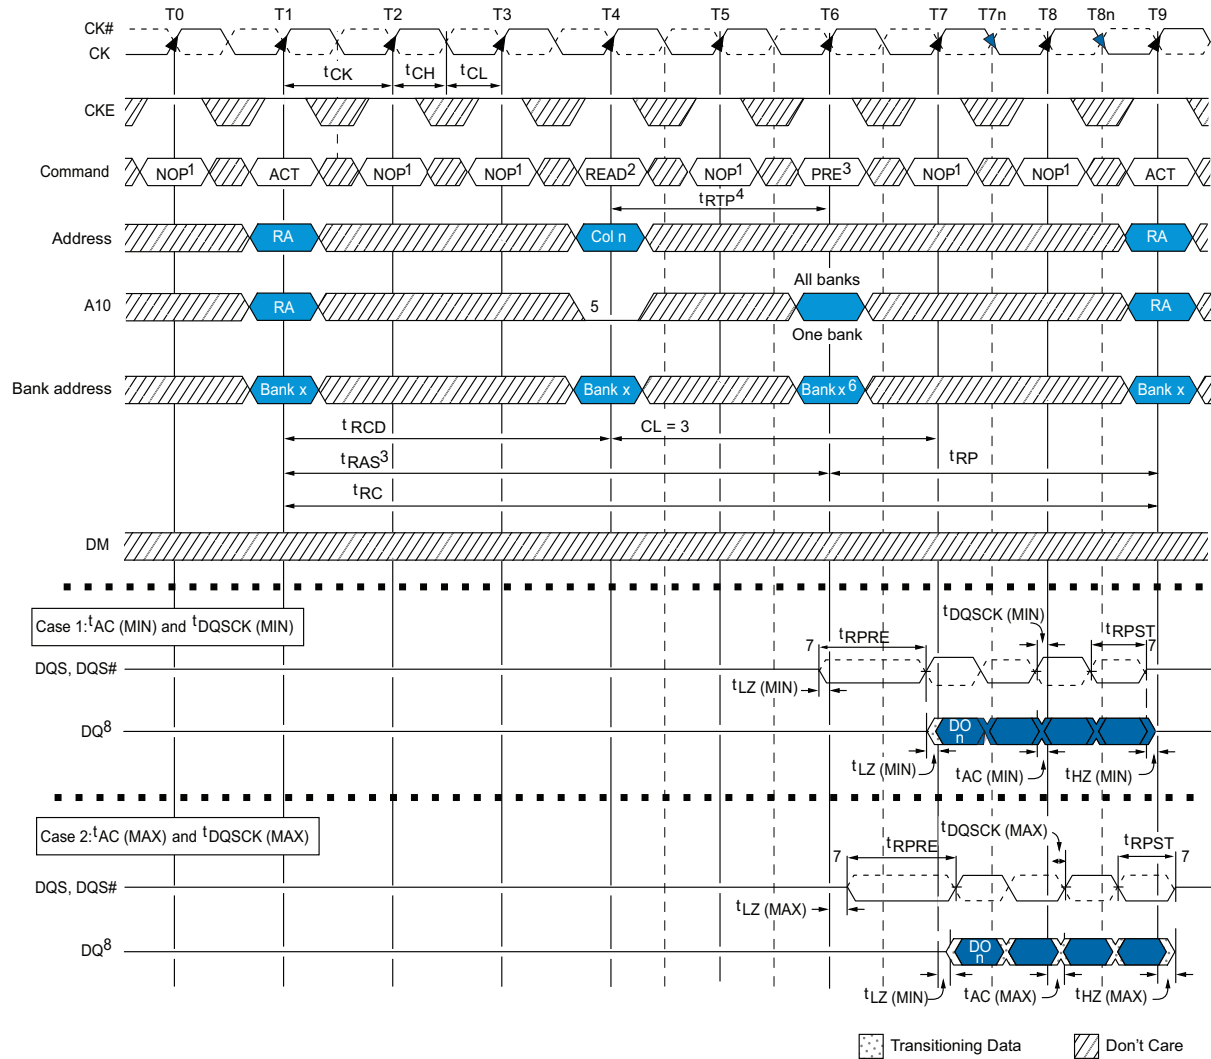 T0 T1 T2 T3 T4 T5 T6 T7 T7n T8 T8n T9
CK#
CK
tCK tCH tCL
CKE
Command NOP1 ACT NOP1 NOP1 READ2 NOP1 PRE3 NOP1 NOP1 ACT
tRTP4
Address RA Col n RA
All banks
A10 RA 5 RA
One bank
Bank address Bank x Bank x Bank x6 Bank x
tRCD CL = 3
tRAS3 tRP
tRC
DM
Case 1:tAC (MIN) and tDQSCK (MIN)
tDQSCK (MIN)
7 tRPRE tRPST 7
DQS, DQS#
tLZ (MIN)
DQ8 DO n
tLZ (MIN) tAC (MIN) tHZ (MIN)
Case 2:tAC (MAX) and tDQSCK (MAX)
tDQSCK (MAX)
7 tRPRE tRPST 7
DQS, DQS#
tLZ (MAX)
DQ8 DO n
tLZ (MIN) tAC (MAX) tHZ (MAX)
Transitioning Data Don't Care